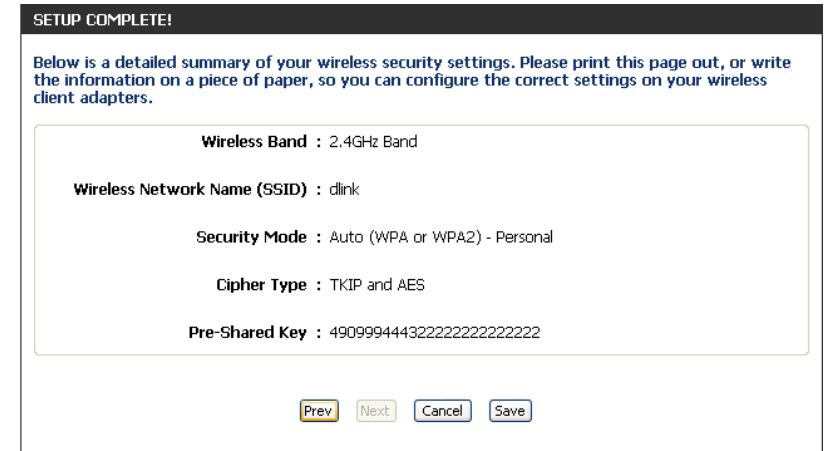 SETUP COMPLETE!
Below is a detailed summary of your wireless security settings. Please print this page out, or write
the information on a piece of paper, so you can configure the correct settings on your wireless
client adapters.
Wireless Band : 2.4GHz Band
Wireless Network Name (SSID) : dlink
Security Mode : Auto (WPA or WPA2) - Personal
Cipher Type : TKIP and AES
Pre-Shared Key : 4909994443222222222222222
Prev Next Cancel Save